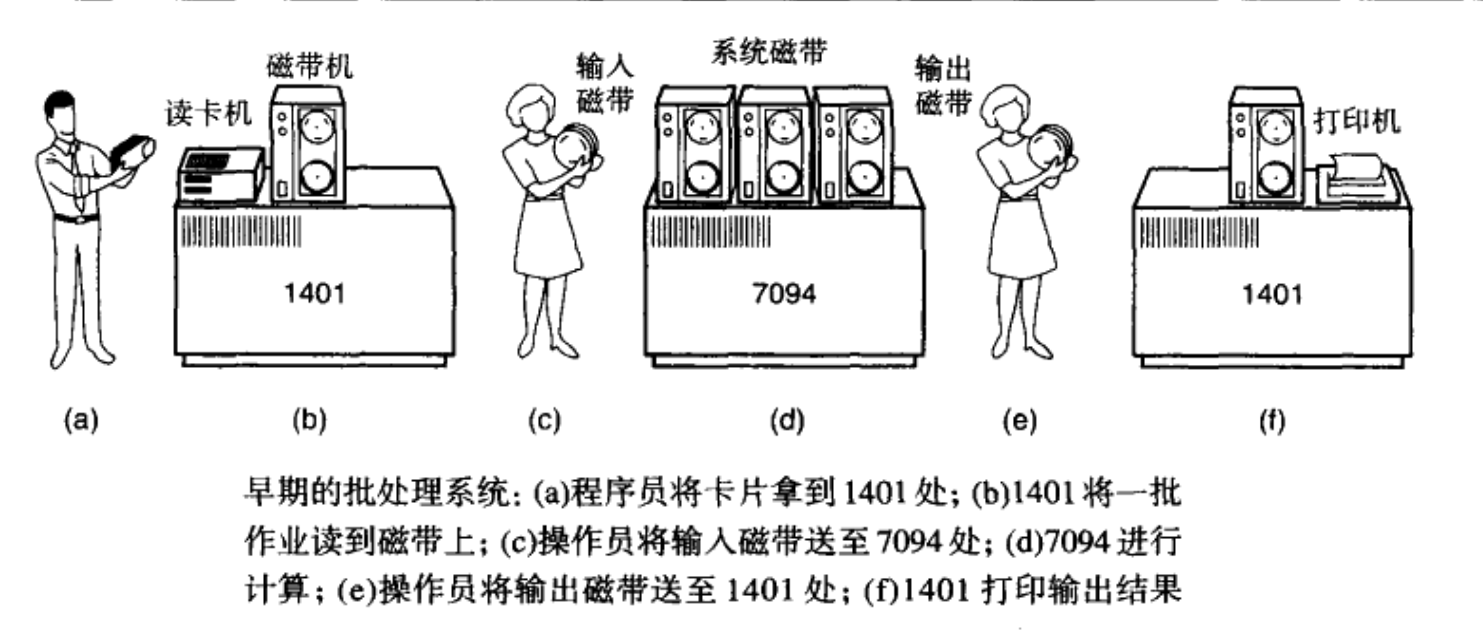 磁带机
读卡机
输入
磁带
系统磁带
输出
磁带
打印机
1401
7094
1401
(a)
(b)
(c)
(d)
(e)
(f)
早期的批处理系统: (a)程序员将卡片拿到1401处; (b)1401将一批
作业读到磁带上; (c)操作员将输入磁带送至7094处; (d)7094进行
计算; (e)操作员将输出磁带送至1401处; (f)1401打印输出结果